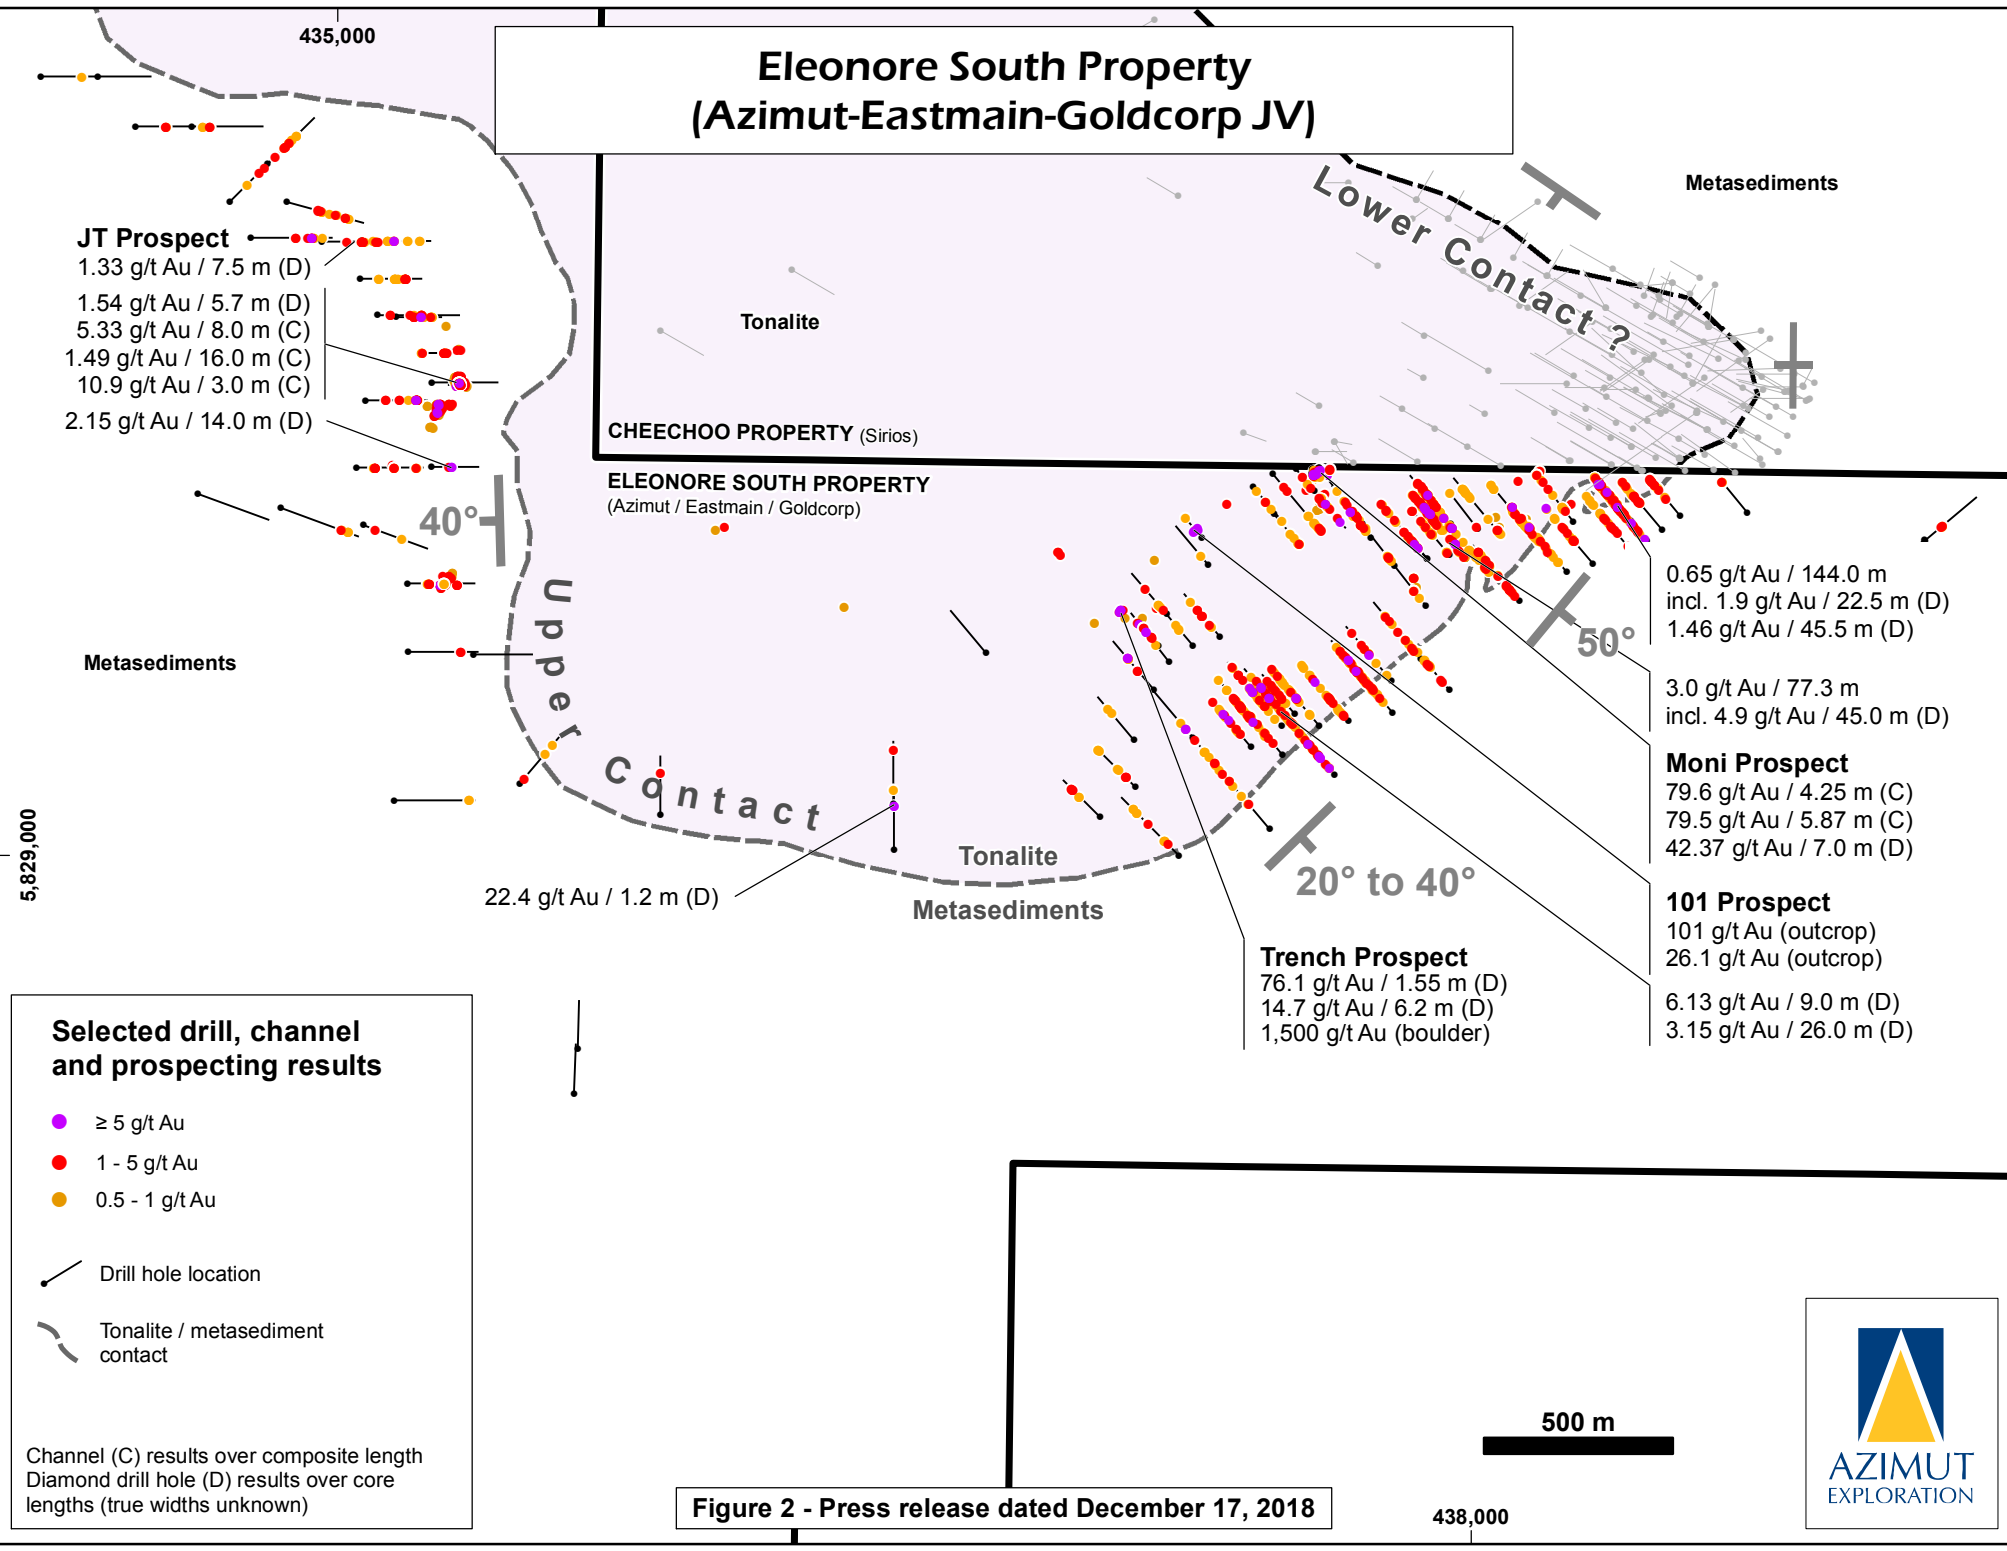 435,000
Eleonore South Property
(Azimut-Eastmain-Goldcorp JV)
Metasediments
Lower Contact ?
JT Prospect
1.33 g/t Au / 7.5 m (D)
1.54 g/t Au / 5.7 m (D)
5.33 g/t Au / 8.0 m (C)
1.49 g/t Au / 16.0 m (C)
10.9 g/t Au / 3.0 m (C)
2.15 g/t Au / 14.0 m (D)
Tonalite
CHEECHOO PROPERTY (Sirios)
ELEONORE SOUTH PROPERTY
(Azimut / Eastmain / Goldcorp)
40°
Upper Contact
Metasediments
50°
0.65 g/t Au / 144.0 m
incl. 1.9 g/t Au / 22.5 m (D)
1.46 g/t Au / 45.5 m (D)
3.0 g/t Au / 77.3 m
incl. 4.9 g/t Au / 45.0 m (D)
Moni Prospect
79.6 g/t Au / 4.25 m (C)
79.5 g/t Au / 5.87 m (C)
42.37 g/t Au / 7.0 m (D)
101 Prospect
101 g/t Au (outcrop)
26.1 g/t Au (outcrop)
6.13 g/t Au / 9.0 m (D)
3.15 g/t Au / 26.0 m (D)
5,829,000
Tonalite
Metasediments
20° to 40°
22.4 g/t Au / 1.2 m (D)
Trench Prospect
76.1 g/t Au / 1.55 m (D)
14.7 g/t Au / 6.2 m (D)
1,500 g/t Au (boulder)
Selected drill, channel
and prospecting results
≥ 5 g/t Au
1 - 5 g/t Au
0.5 - 1 g/t Au
Drill hole location
Tonalite / metasediment
contact
Channel (C) results over composite length
Diamond drill hole (D) results over core
lengths (true widths unknown)
Figure 2 - Press release dated December 17, 2018
500 m
438,000
AZIMUT
EXPLORATION